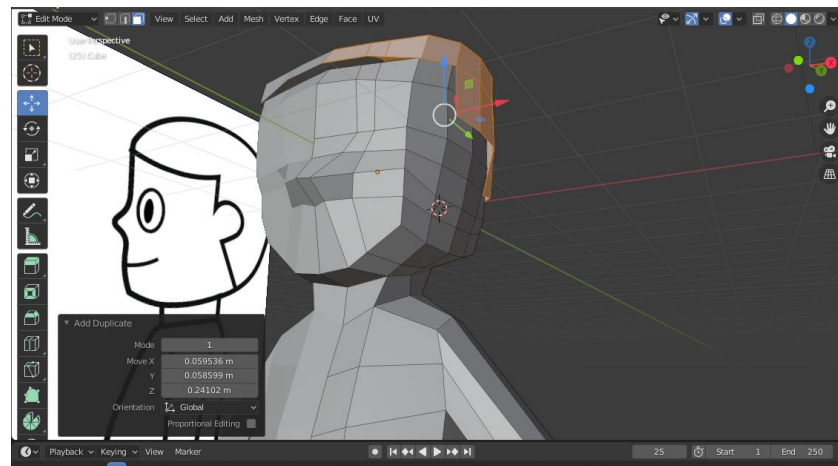 Edit Mode View Select Add Mesh Vertex Edge Face UV
User Perspective
(25) Cube
Z
X
Y
Add Duplicate
Mode 1
Move X 0.059536 m
Y 0.058599 m
Z 0.24102 m
Orientation Global
Proportional Editing
Playback Keying View Marker 25 Start 1 End 250